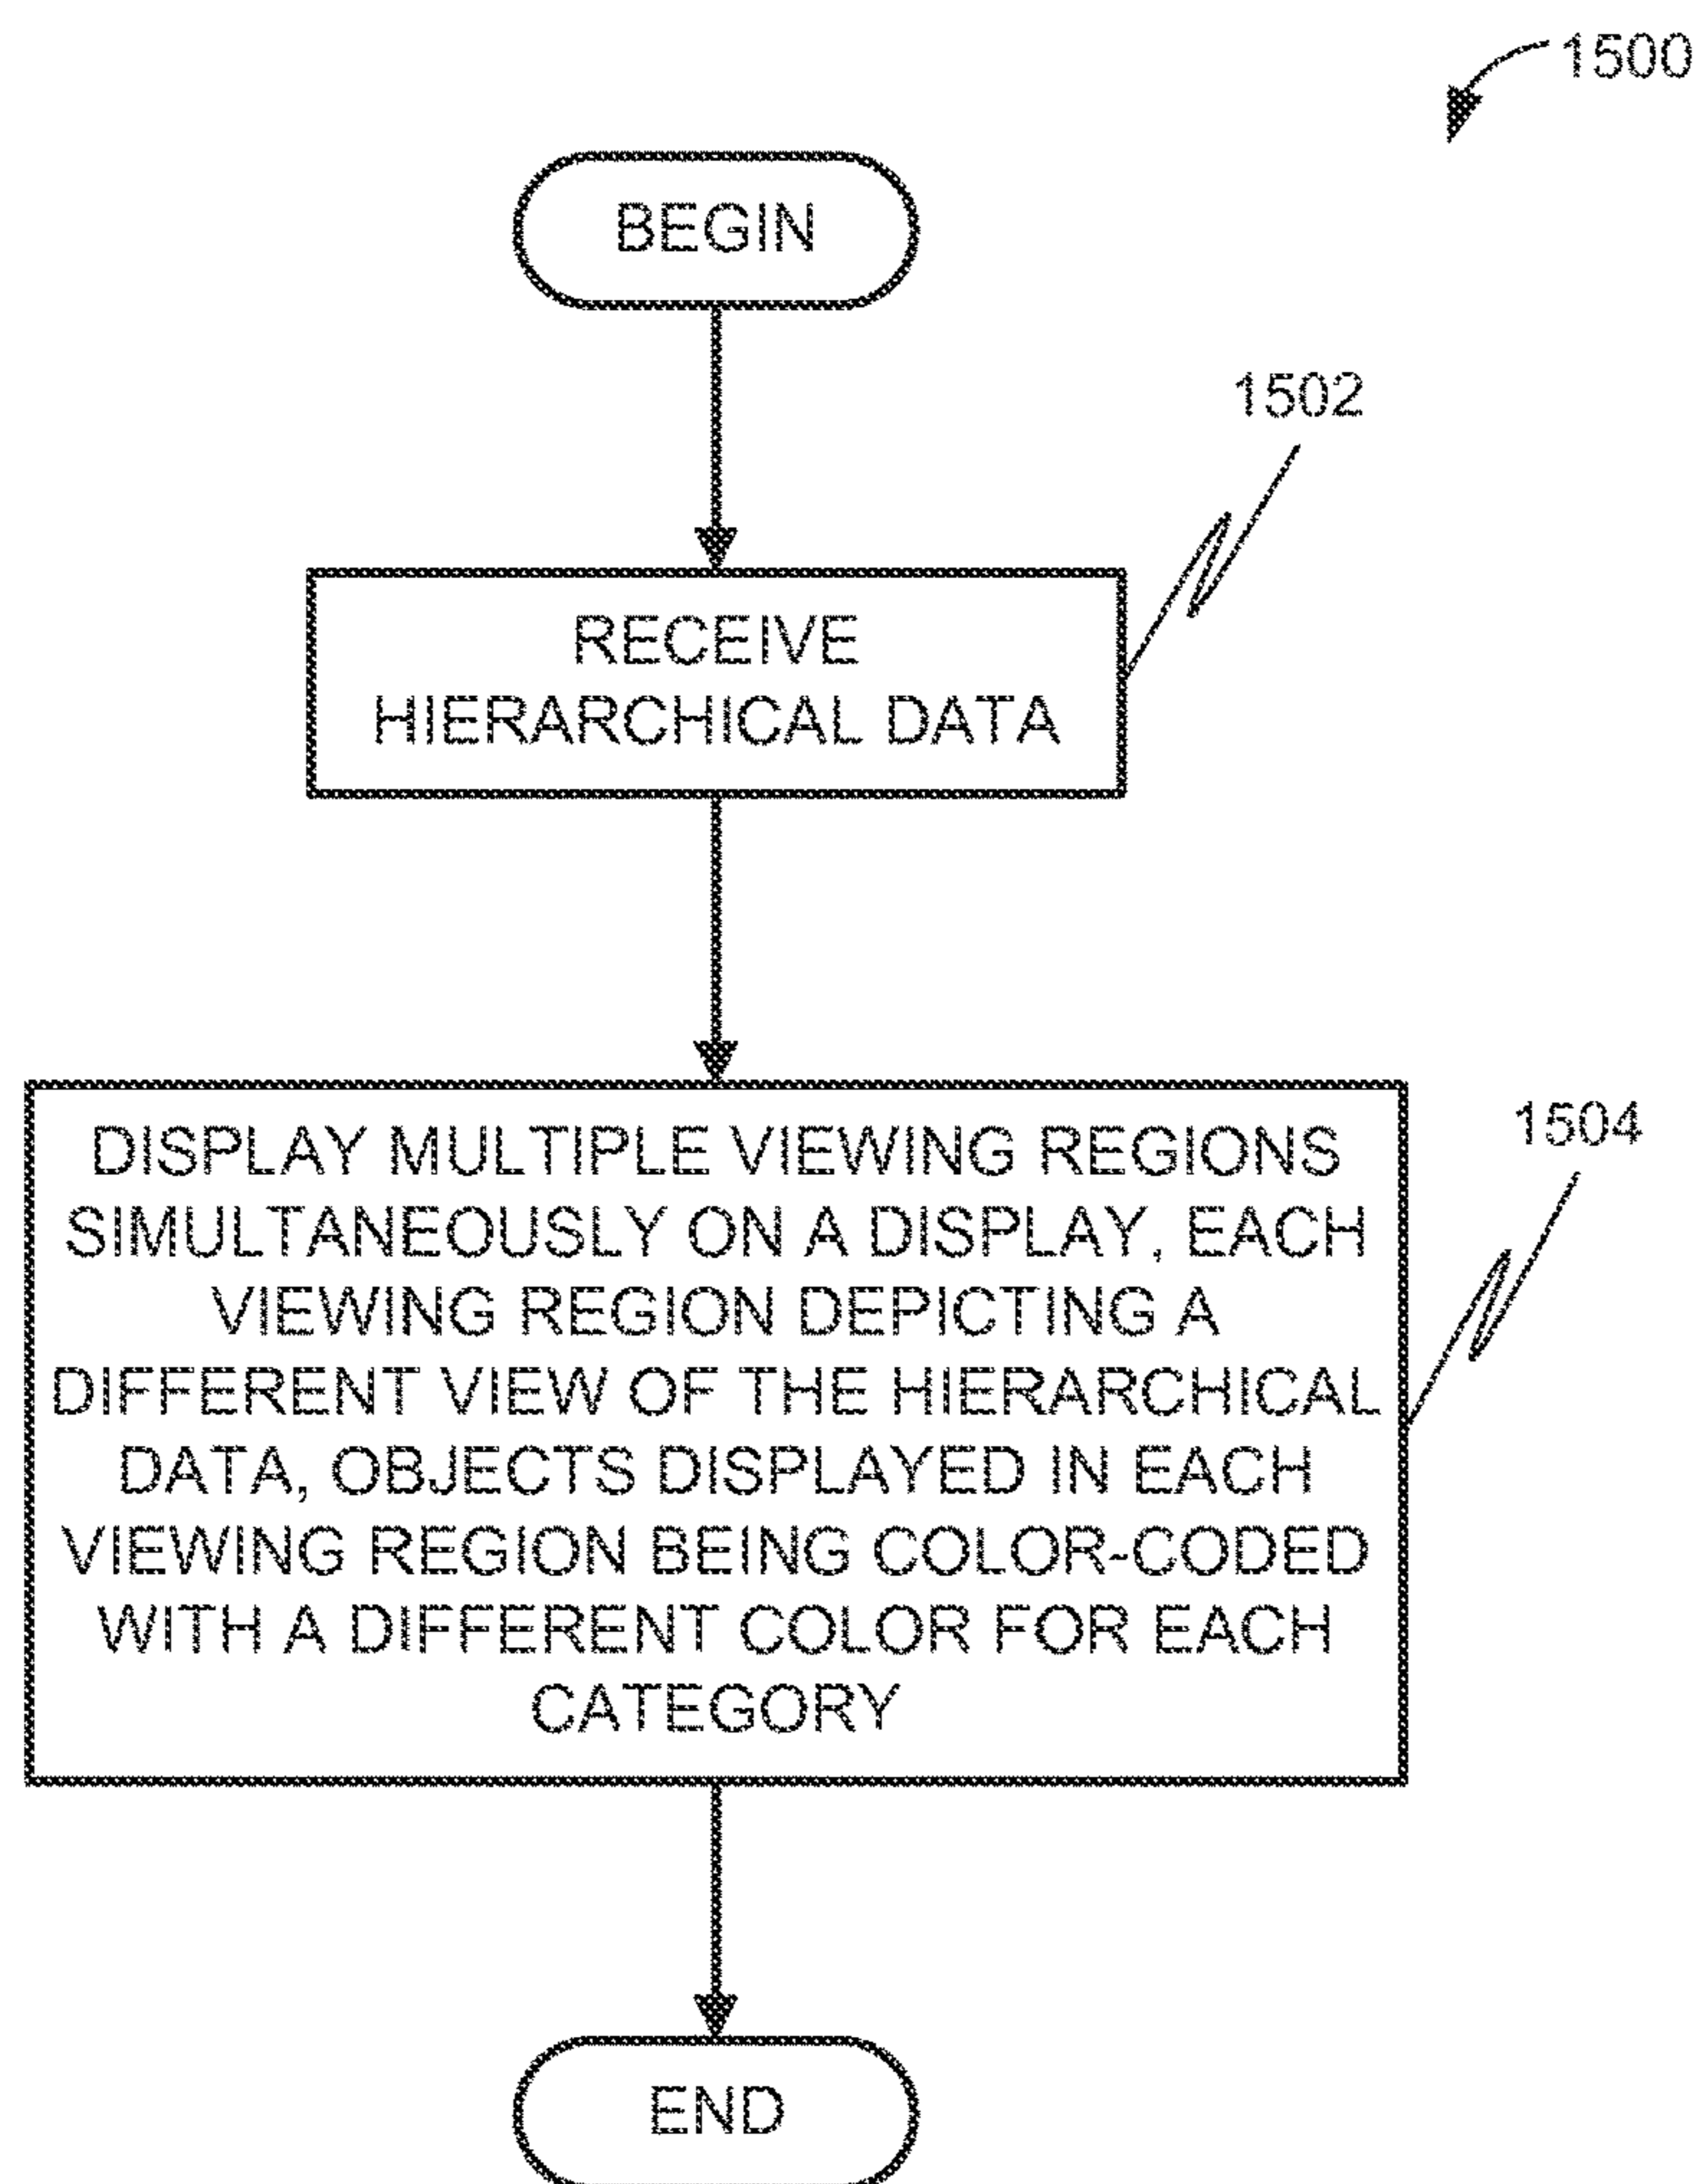 1500
BEGIN
1502
RECEIVE
HIERARCHICAL DATA
1504
DISPLAY MULTIPLE VIEWING REGIONS
SIMULTANEOUSLY ON A DISPLAY, EACH
VIEWING REGION DEPICTING A
DIFFERENT VIEW OF THE HIERARCHICAL
DATA, OBJECTS DISPLAYED IN EACH
VIEWING REGION BEING COLOR-CODED
WITH A DIFFERENT COLOR FOR EACH
CATEGORY
END